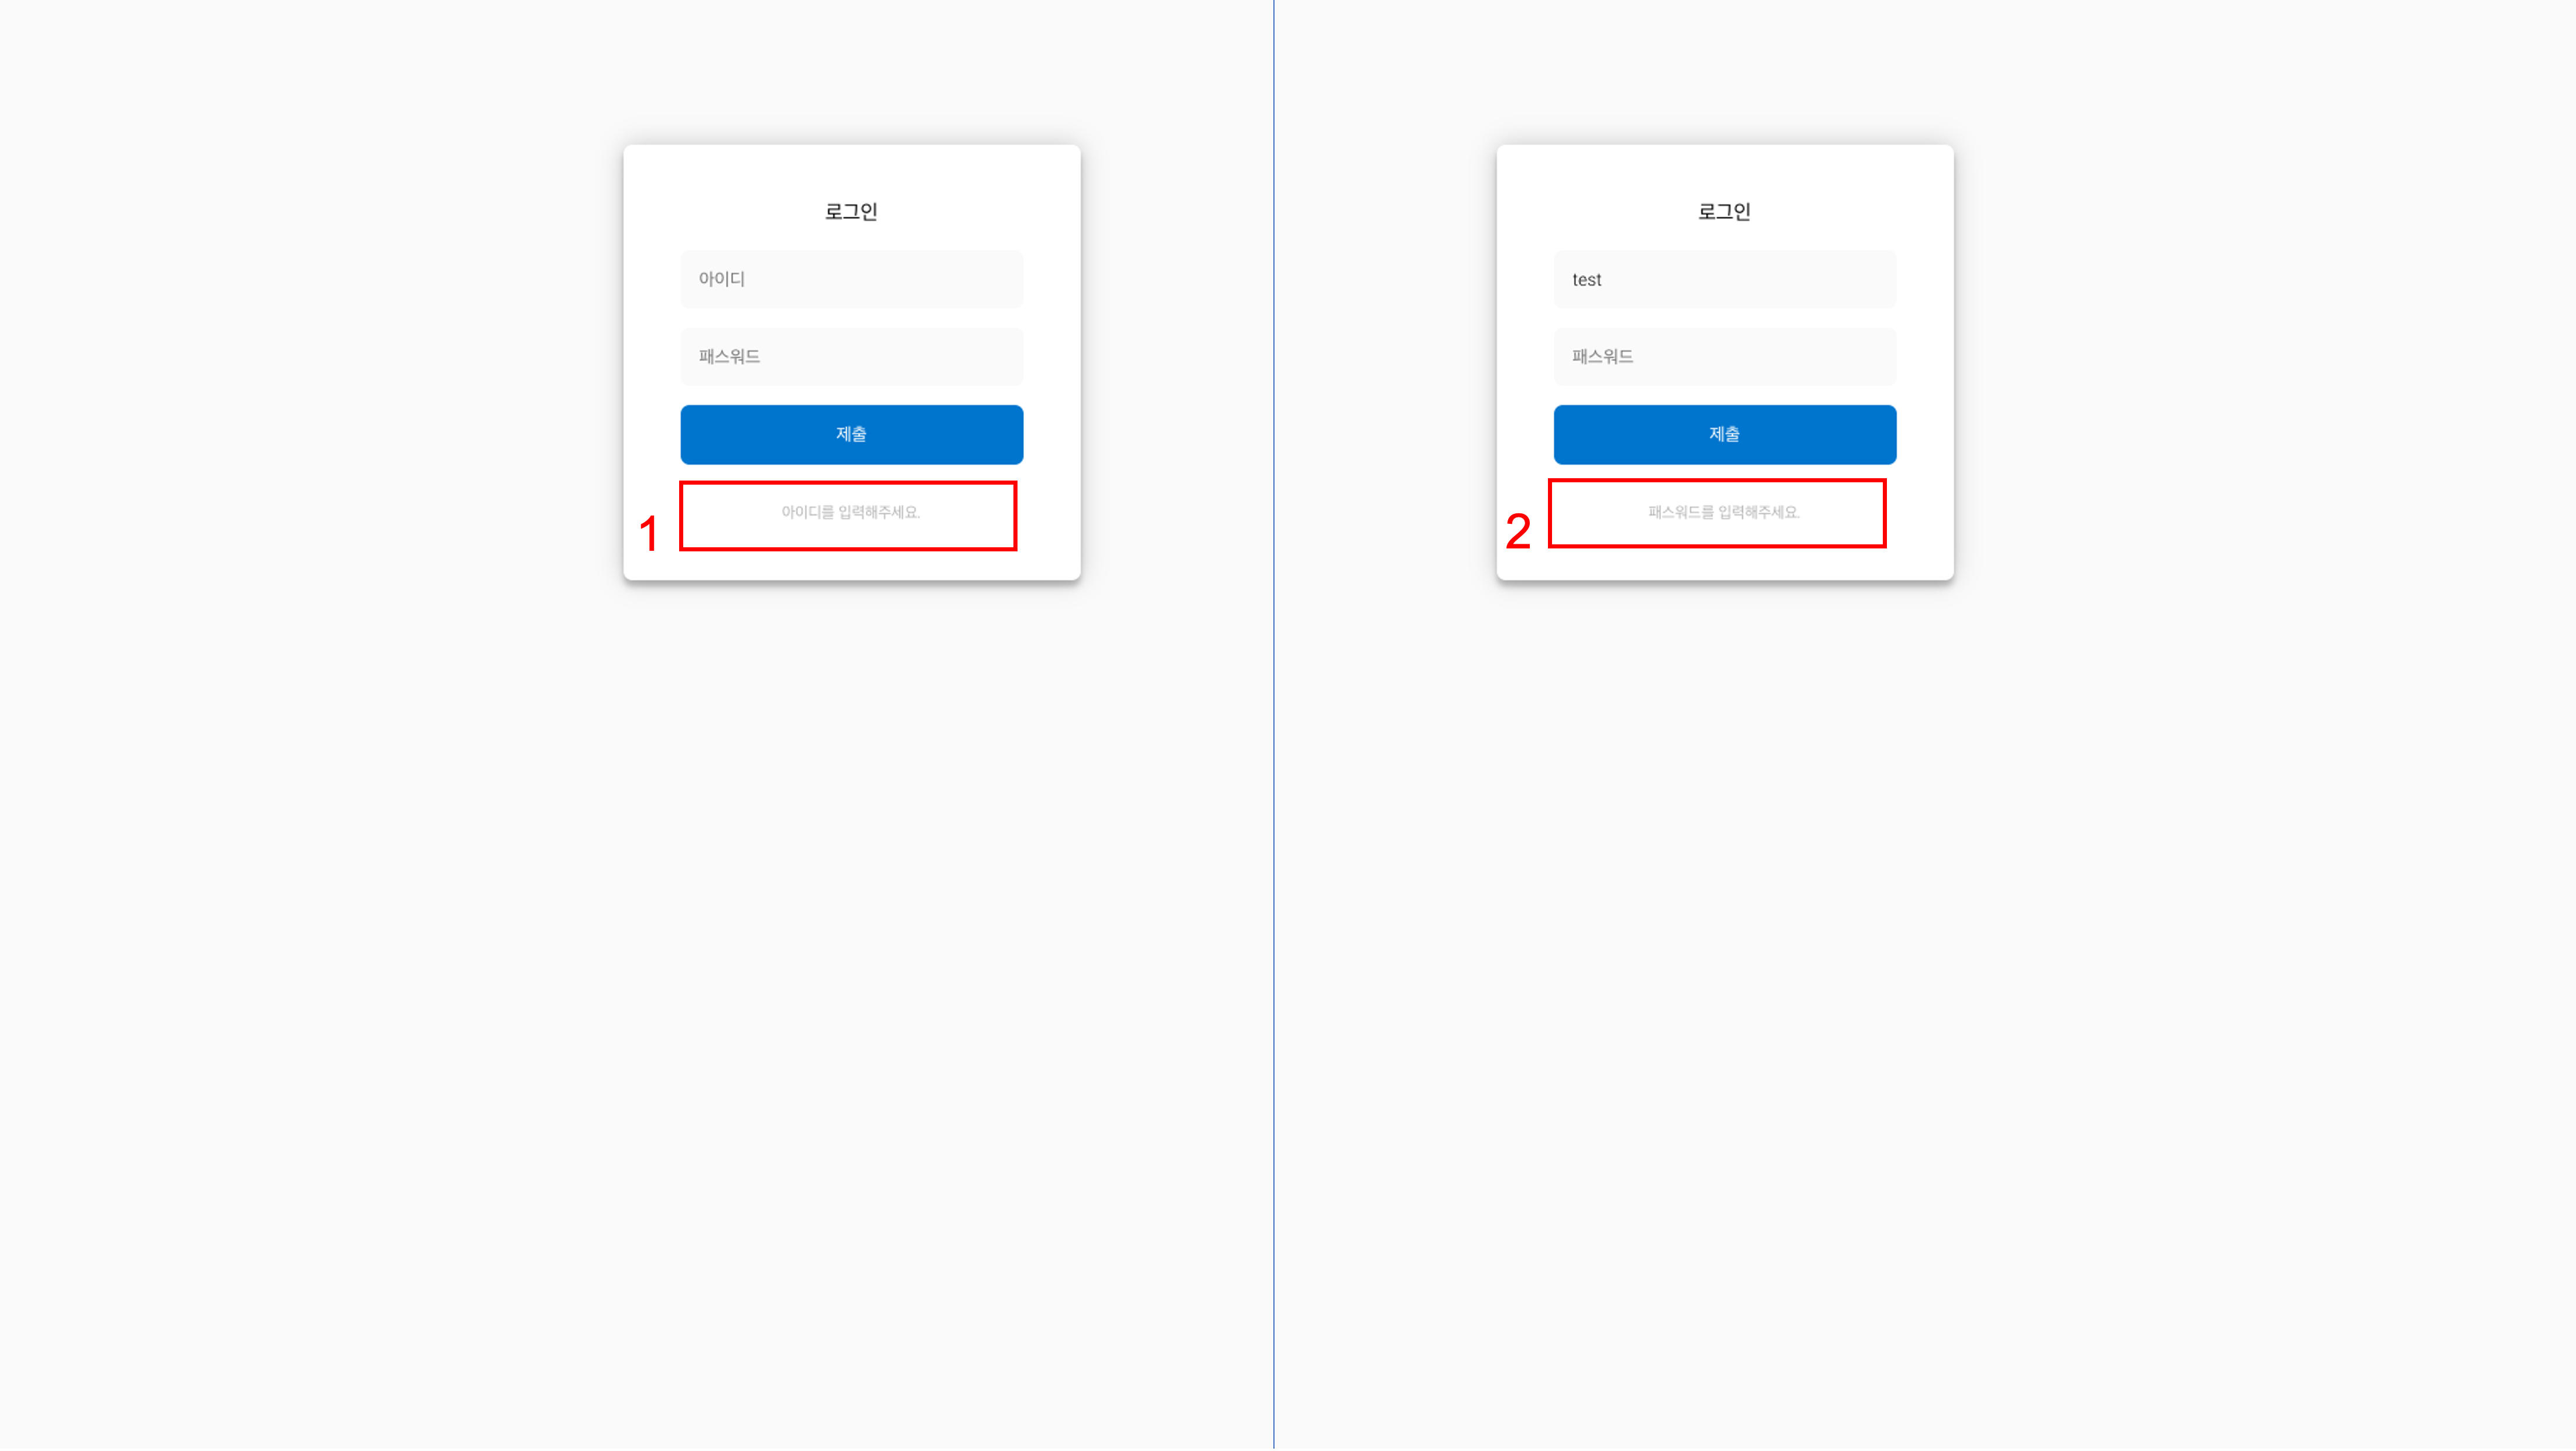 로그인
아이디
패스워드
제출
1
아이디를 입력해주세요.
로그인
test
패스워드
제출
2
패스워드를 입력해주세요.